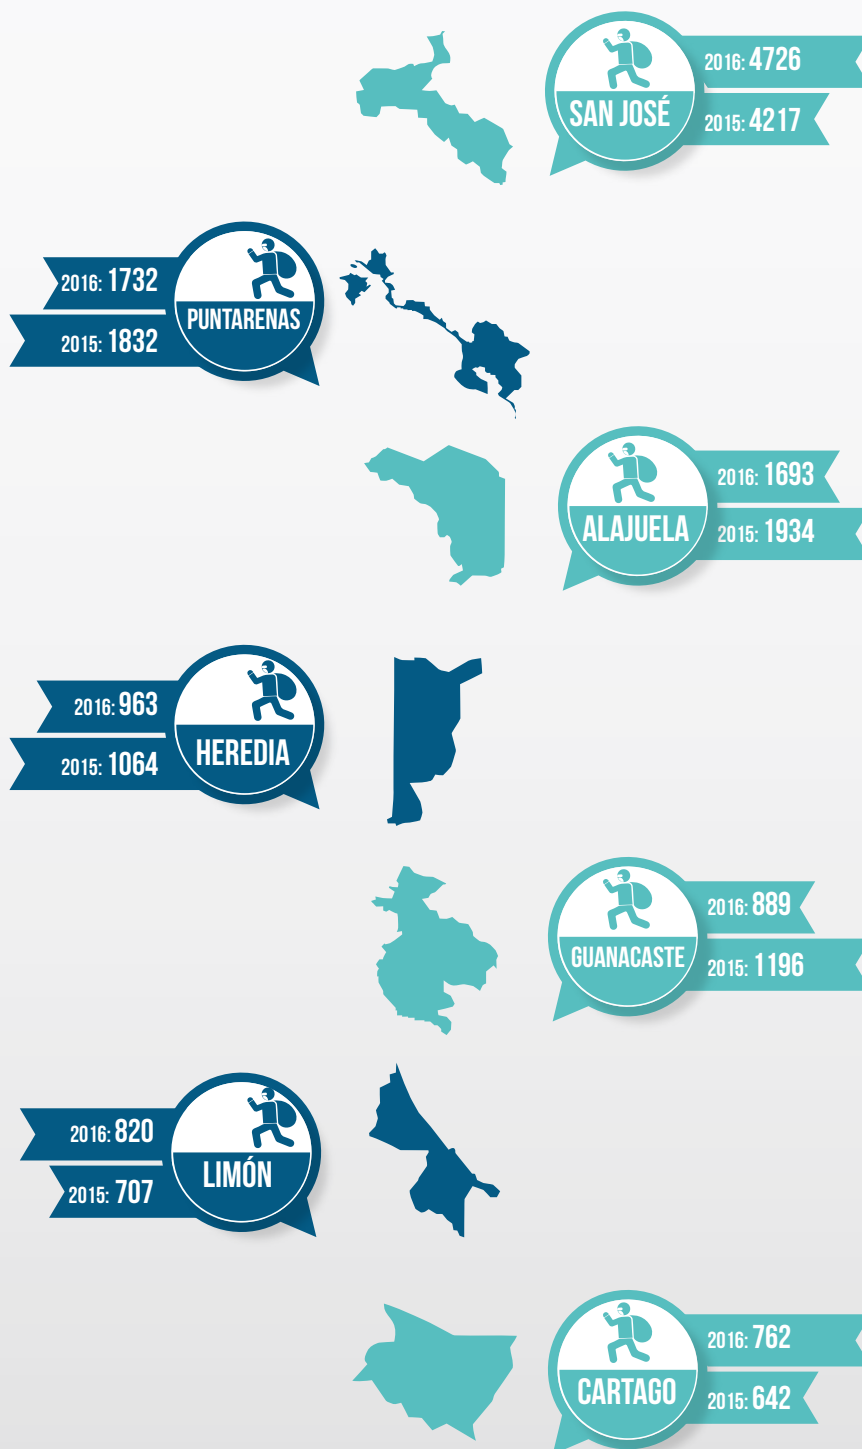 2016: 4726
SAN JOSÉ
2015: 4217
2016: 1732
PUNTARENAS
2015: 1832
2016: 1693
ALAJUELA
2015: 1934
2016: 963
HEREDIA
2015: 1064
2016: 889
GUANACASTE
2015: 1196
2016: 820
LIMÓN
2015: 707
2016: 762
CARTAGO
2015: 642